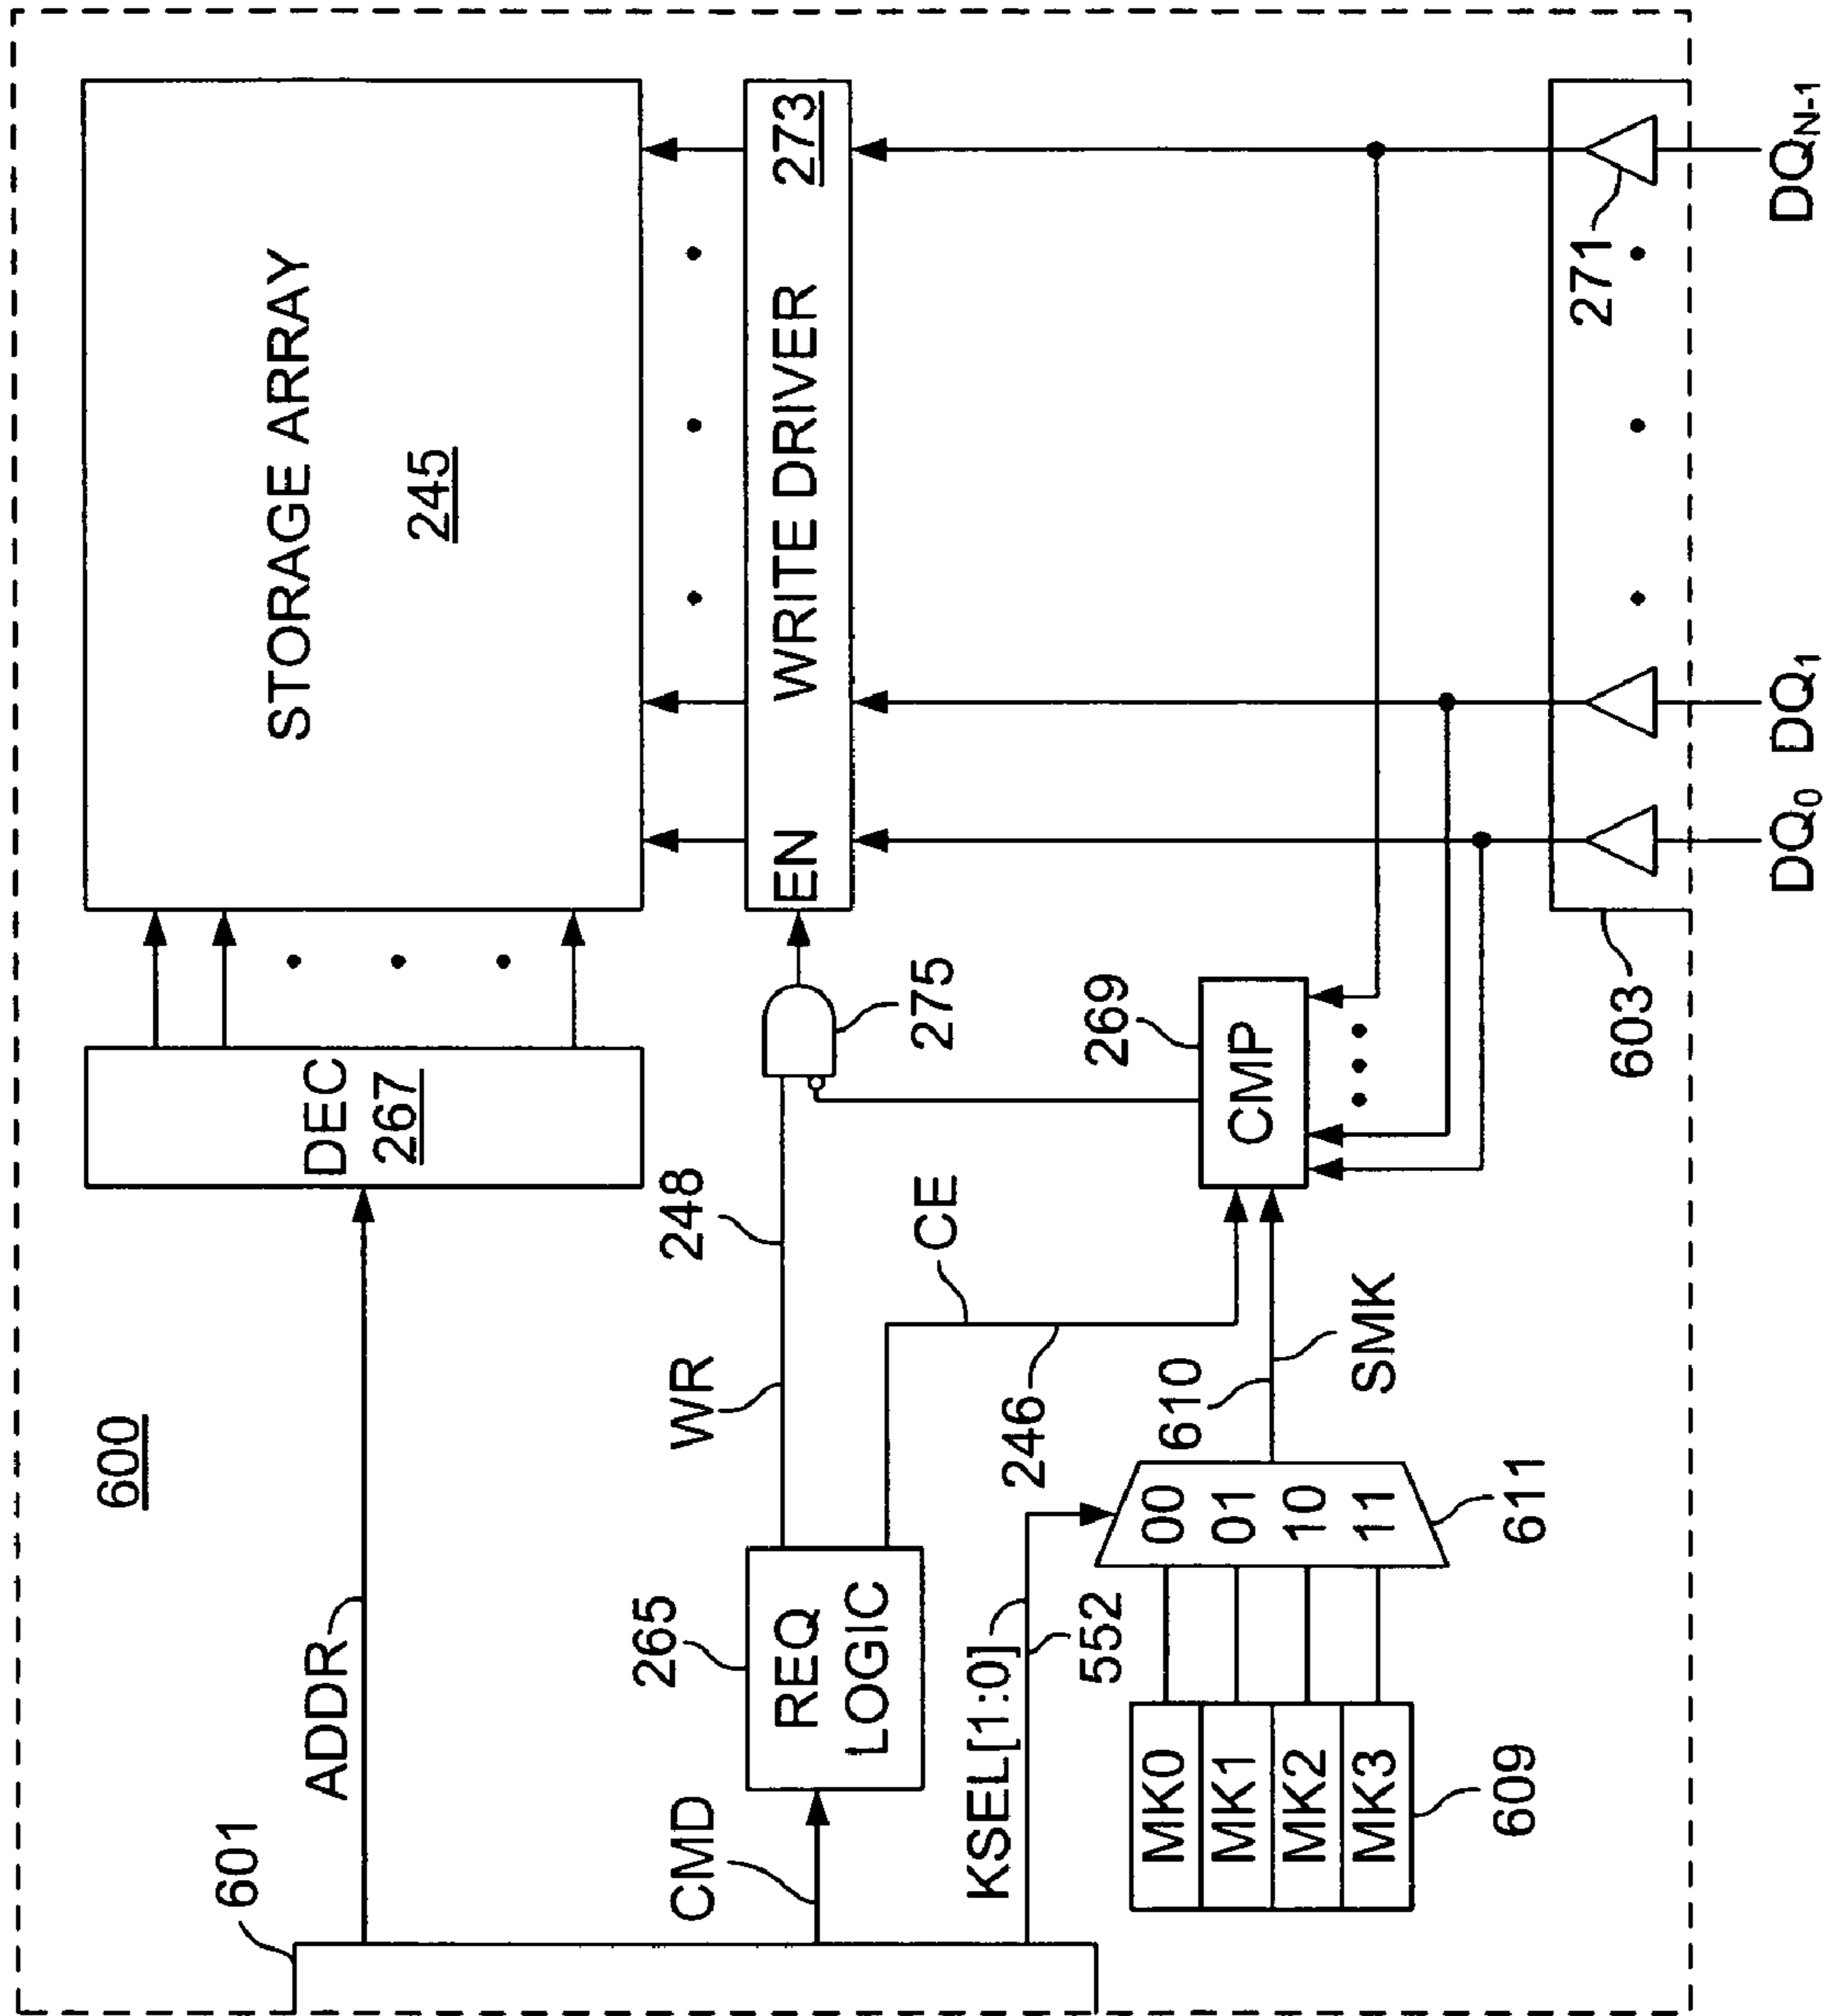 600
601
ADDR
DEC
267
STORAGE ARRAY
245
CMD
265
REQ
LOGIC
WR
248
275
EN WRITE DRIVER 273
CE
246
KSEL[1:0]
552
MK0
MK1
MK2
MK3
609
00
01
10
11
611
610
SMK
269
CMP
603
271
DQ0 DQ1 DQN-1